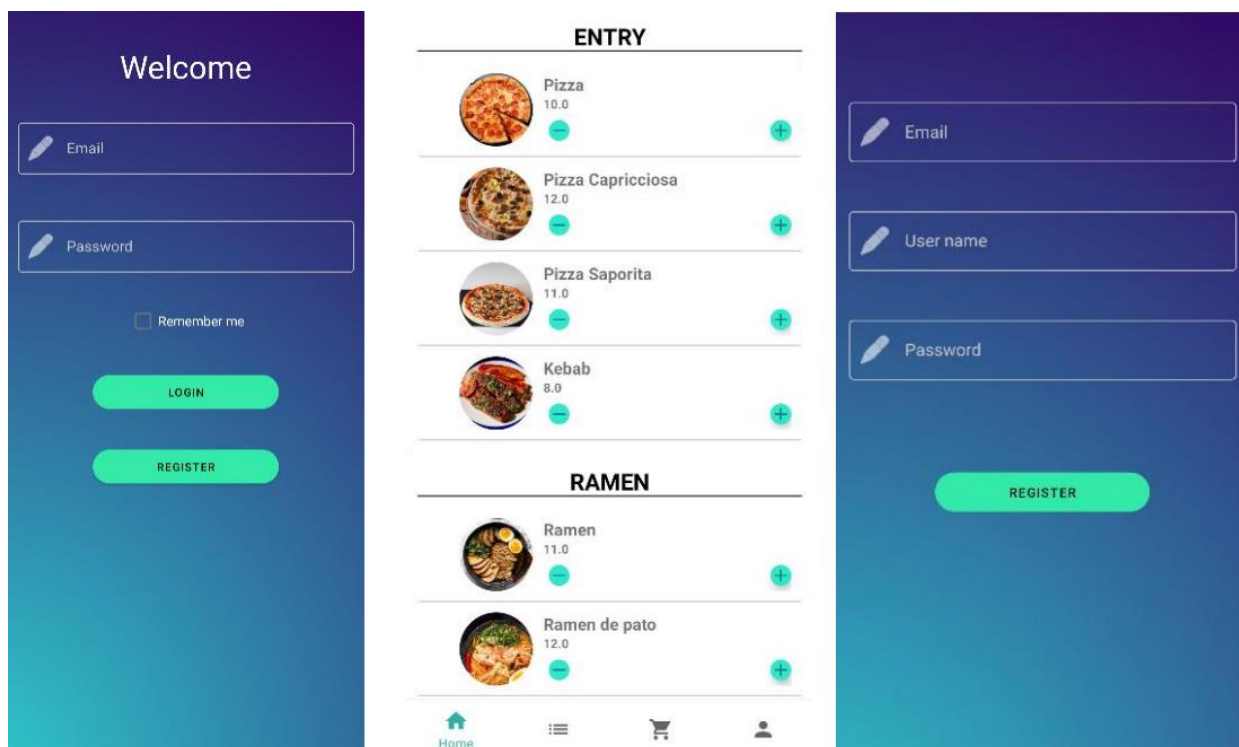 Welcome
Email
Password
Remember me
LOGIN
REGISTER
ENTRY
Pizza
10.0
Pizza Capricciosa
12.0
Pizza Saporita
11.0
Kebab
8.0
RAMEN
Ramen
11.0
Ramen de pato
12.0
Home
Email
User name
Password
REGISTER